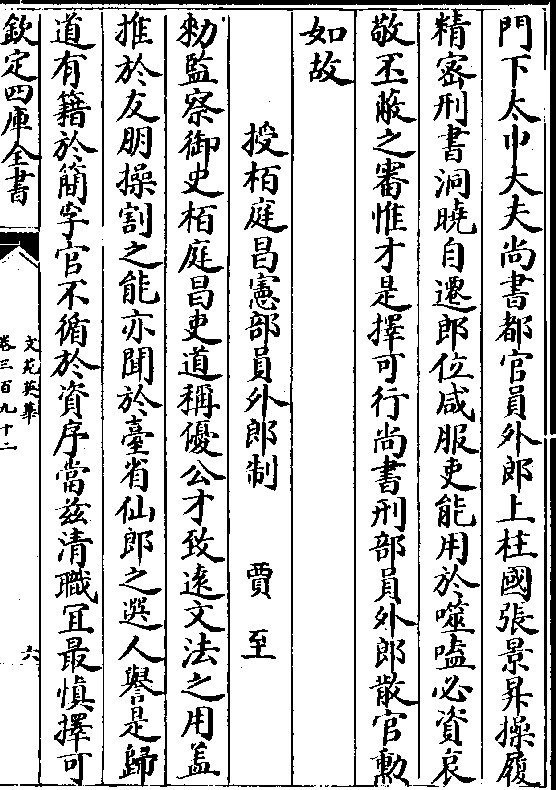 門下太中大夫尚書都官員外郎上柱國張景昇操履
精密刑書洞曉自遷郎位咸服吏能用於噬嗑必資哀
敬丕蔽之審惟才是擇可行尚書刑部員外郎散官勲
如故
授栢庭昌憲部員外郎制 賈至
勅監察御史栢庭昌吏道稱優公才致遠文法之用盖
推於友朋操割之能亦聞於臺省仙郎之選人譽是歸
道有籍於簡孚官不循於資序當兹清職冝最慎擇可
欽定四庫全書
文苑英華
卷三百九十二
六